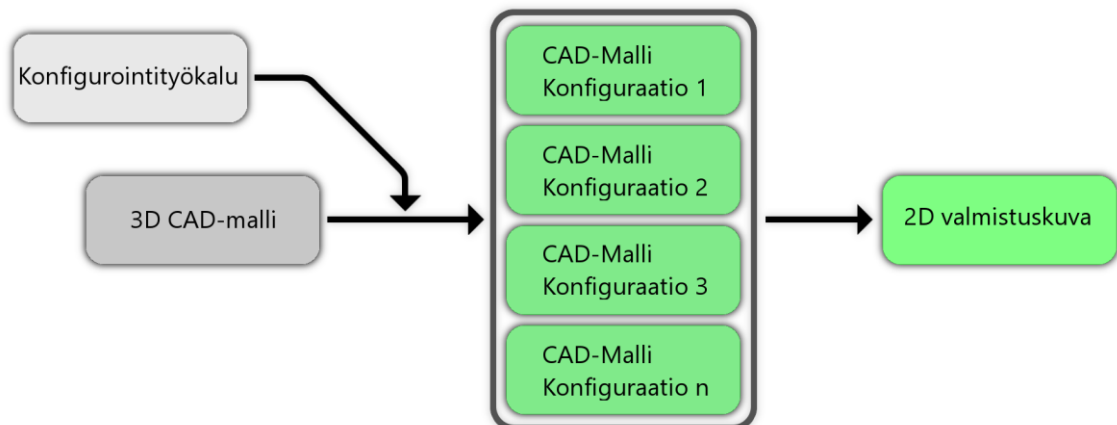 Konfigurointityökalu
3D CAD-malli
CAD-Malli
Konfiguraatio 1
CAD-Malli
Konfiguraatio 2
CAD-Malli
Konfiguraatio 3
CAD-Malli
Konfiguraatio n
2D valmistuskuva